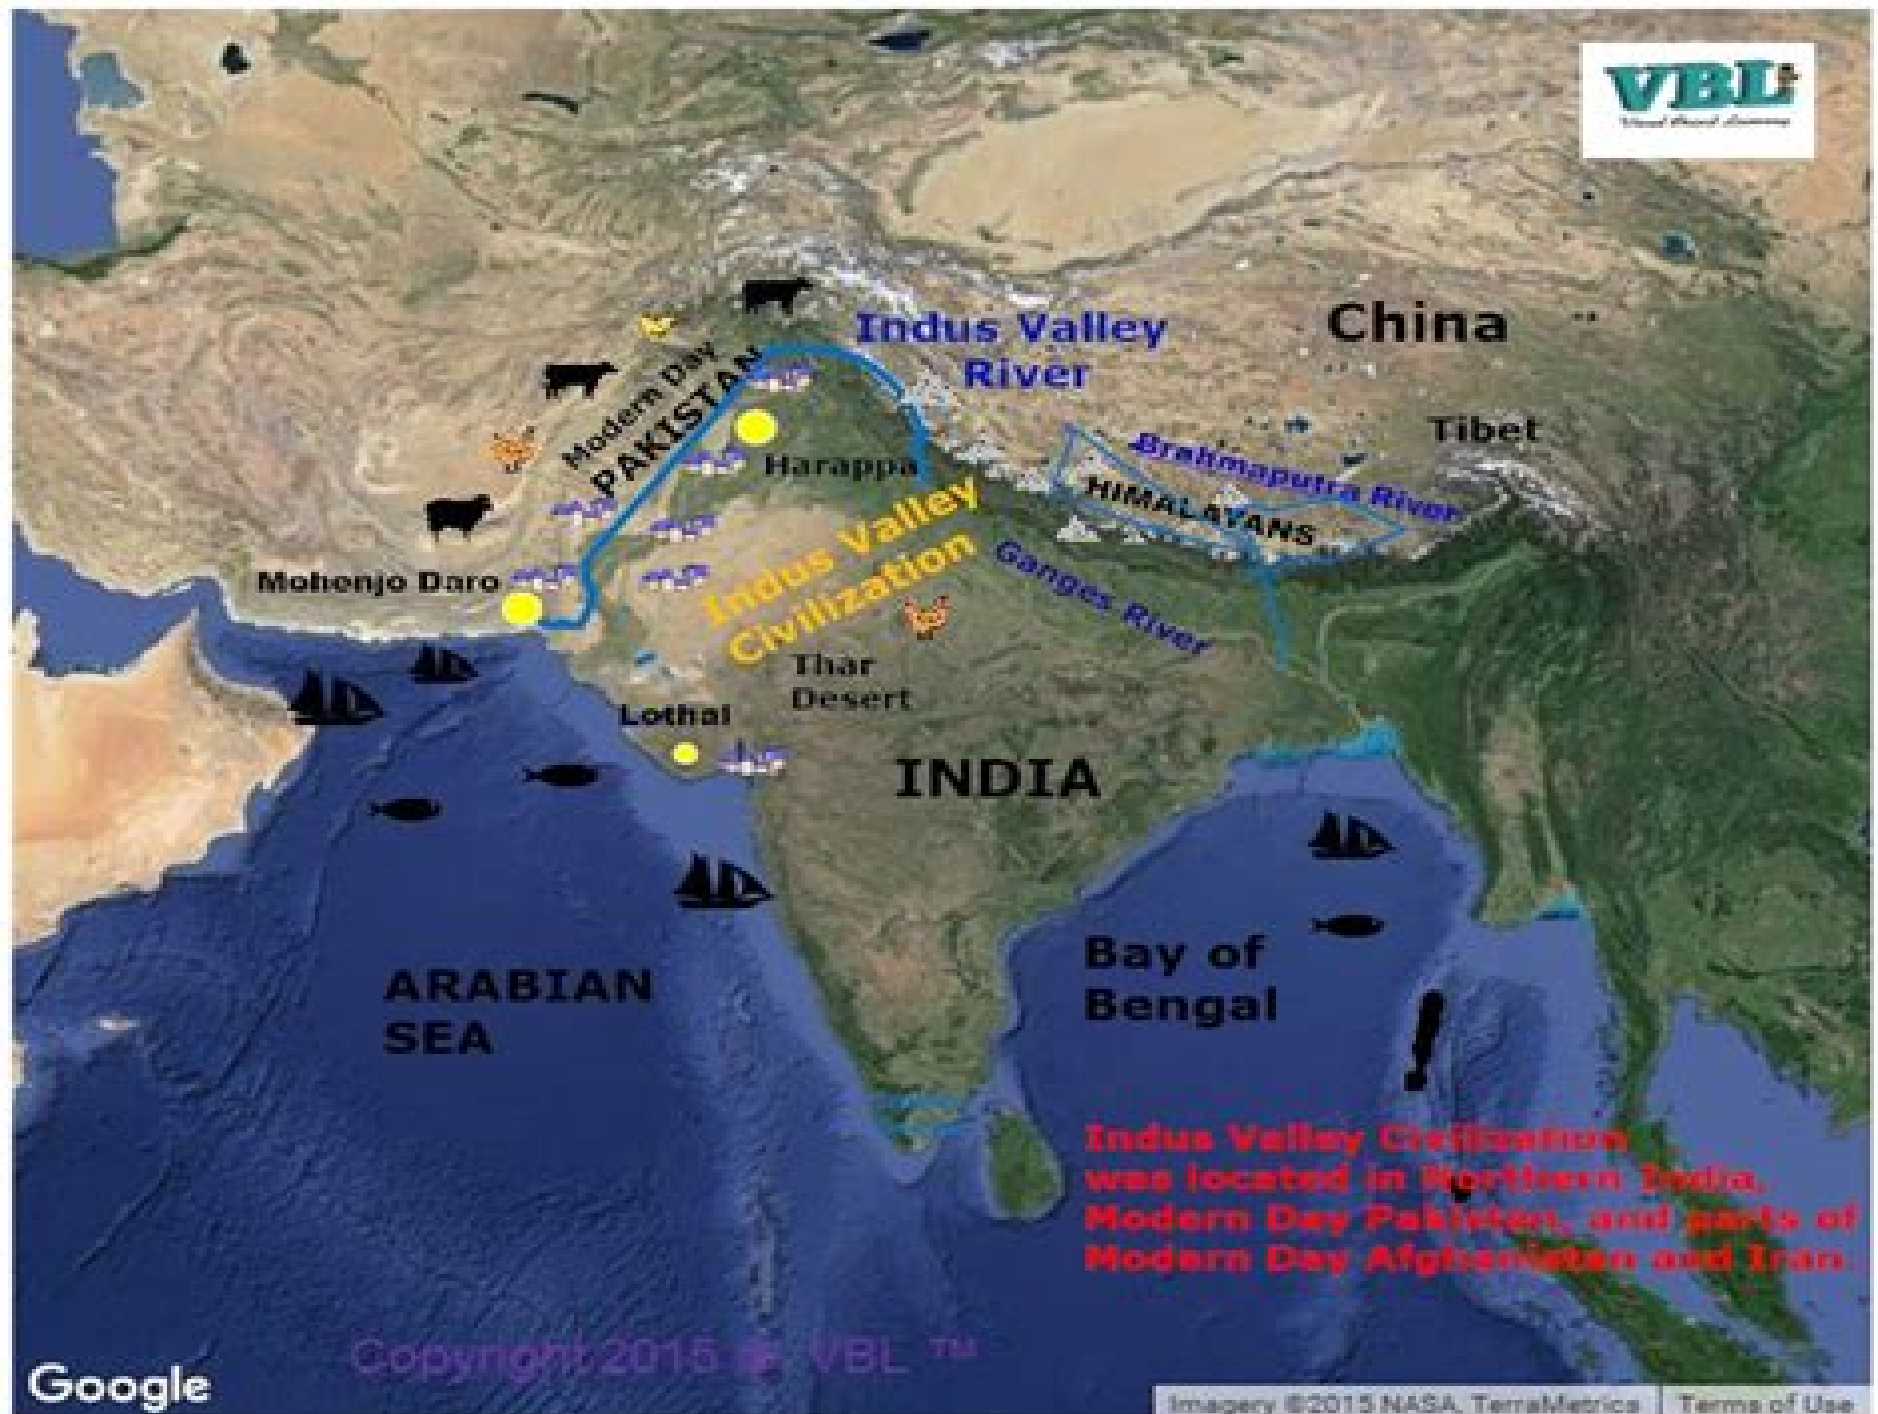 VBL
Visual Based Learning
China
Indus Valley
River
Modern Day
PAKISTAN
Tibet
Brahmaputra River
Harappa
HIMALAYANS
Indus Valley
Civilization
Ganges River
Mohenjo Daro
Thar
Desert
Lothal
INDIA
Bay of
Bengal
ARABIAN
SEA
Indus Valley Civilization
was located in Northern India,
Modern Day Pakistan, and parts of
Modern Day Afghanistan and Iran
Copyright 2015 @ VBL ™
Google
Imagery ©2015 NASA, TerraMetrics
Terms of Use